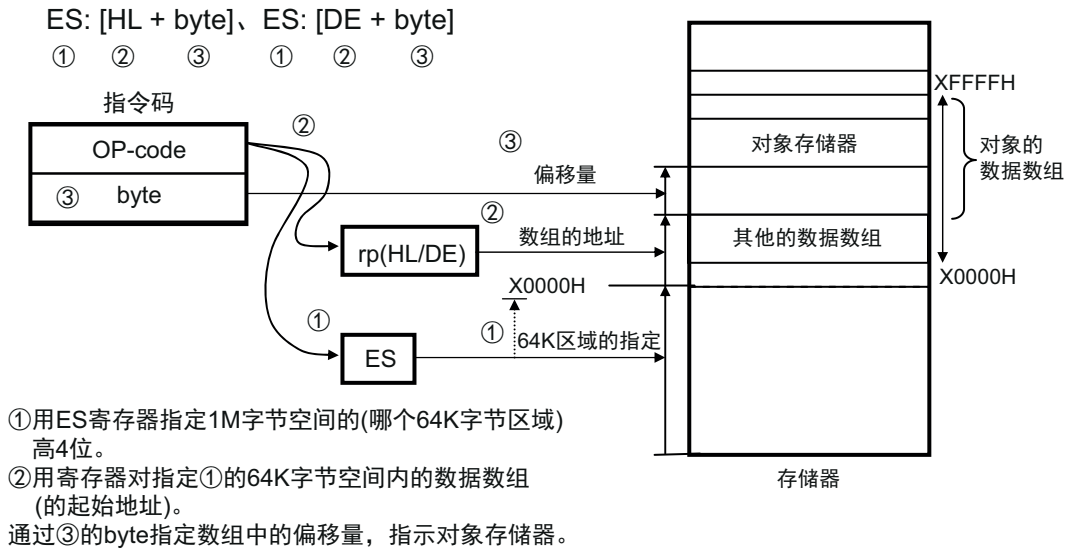 ES: [HL + byte]、ES: [DE + byte]
① ② ③ ① ② ③
指令码
OP-code
③ byte
②
③
偏移量
②
rp(HL/DE)
数组的地址
X0000H
①
ES
①
64K区域的指定
XFFFFH
对象存储器
对象的
数据数组
其他的数据数组
X0000H
存储器
①用ES寄存器指定1M字节空间的(哪个64K字节区域)
高4位。
②用寄存器对指定①的64K字节空间内的数据数组
(的起始地址)。
通过③的byte指定数组中的偏移量，指示对象存储器。